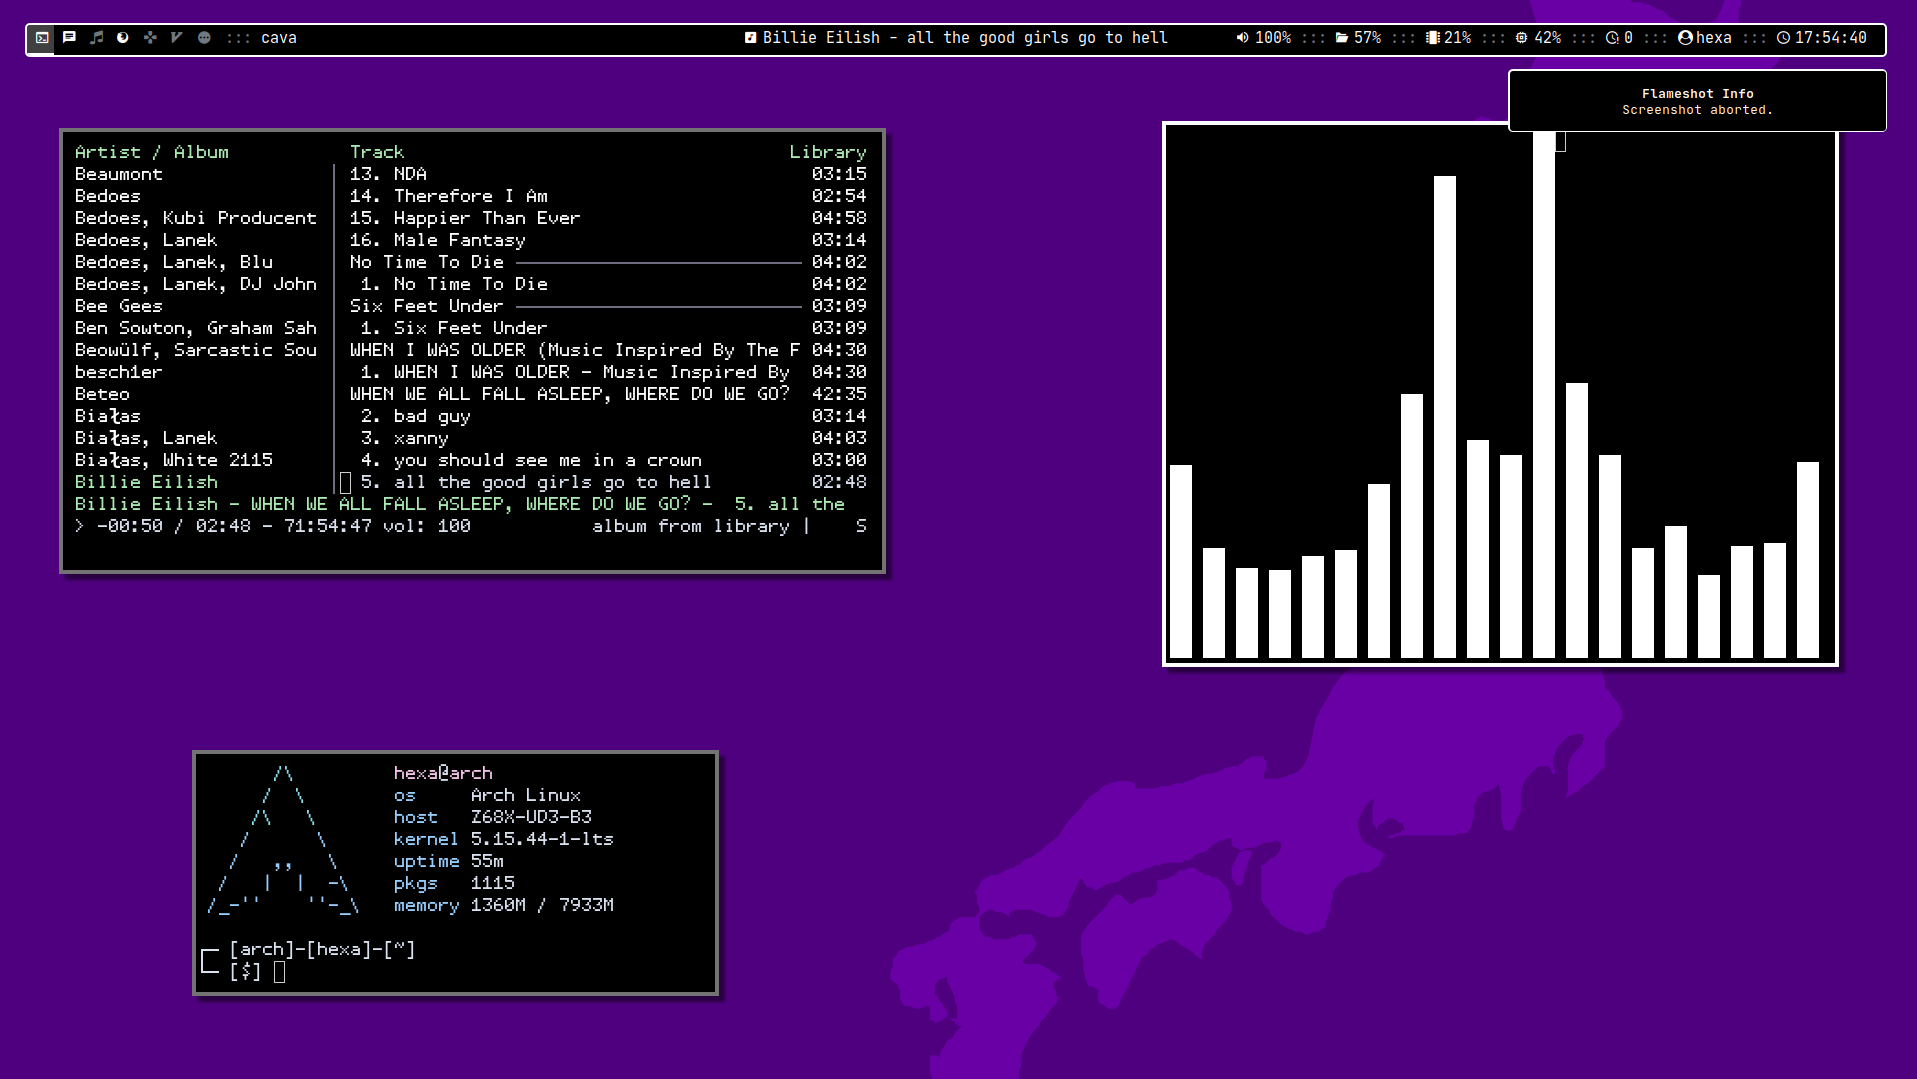 ::: cava
Billie Eilish - all the good girls go to hell
100% ::: 57% ::: 21% ::: 42% ::: 0 ::: hexa ::: 17:54:40
Flameshot Info
Screenshot aborted.
Artist / Album Track Library
Beaumont 13. NDA 03:15
Bedoes 14. Therefore I Am 02:54
Bedoes, Kubi Producent 15. Happier Than Ever 04:58
Bedoes, Lanek 16. Male Fantasy 03:14
Bedoes, Lanek, Blu No Time To Die 04:02
Bedoes, Lanek, DJ John 1. No Time To Die 04:02
Bee Gees Six Feet Under 03:09
Ben Sowton, Graham Sah 1. Six Feet Under 03:09
Beowülf, Sarcastic Sou WHEN I WAS OLDER (Music Inspired By The F 04:30
besch1er 1. WHEN I WAS OLDER - Music Inspired By 04:30
Beteo WHEN WE ALL FALL ASLEEP, WHERE DO WE GO? 42:35
Białas 2. bad guy 03:14
Białas, Lanek 3. xanny 04:03
Białas, White 2115 4. you should see me in a crown 03:00
Billie Eilish 5. all the good girls go to hell 02:48
Billie Eilish - WHEN WE ALL FALL ASLEEP, WHERE DO WE GO? - 5. all the
> -00:50 / 02:48 - 71:54:47 vol: 100 album from library | S
hexa@arch
os Arch Linux
host Z68X-UD3-B3
kernel 5.15.44-1-lts
uptime 55m
pkgs 1115
memory 1360M / 7933M
[arch]-[hexa]-[~]
[$]